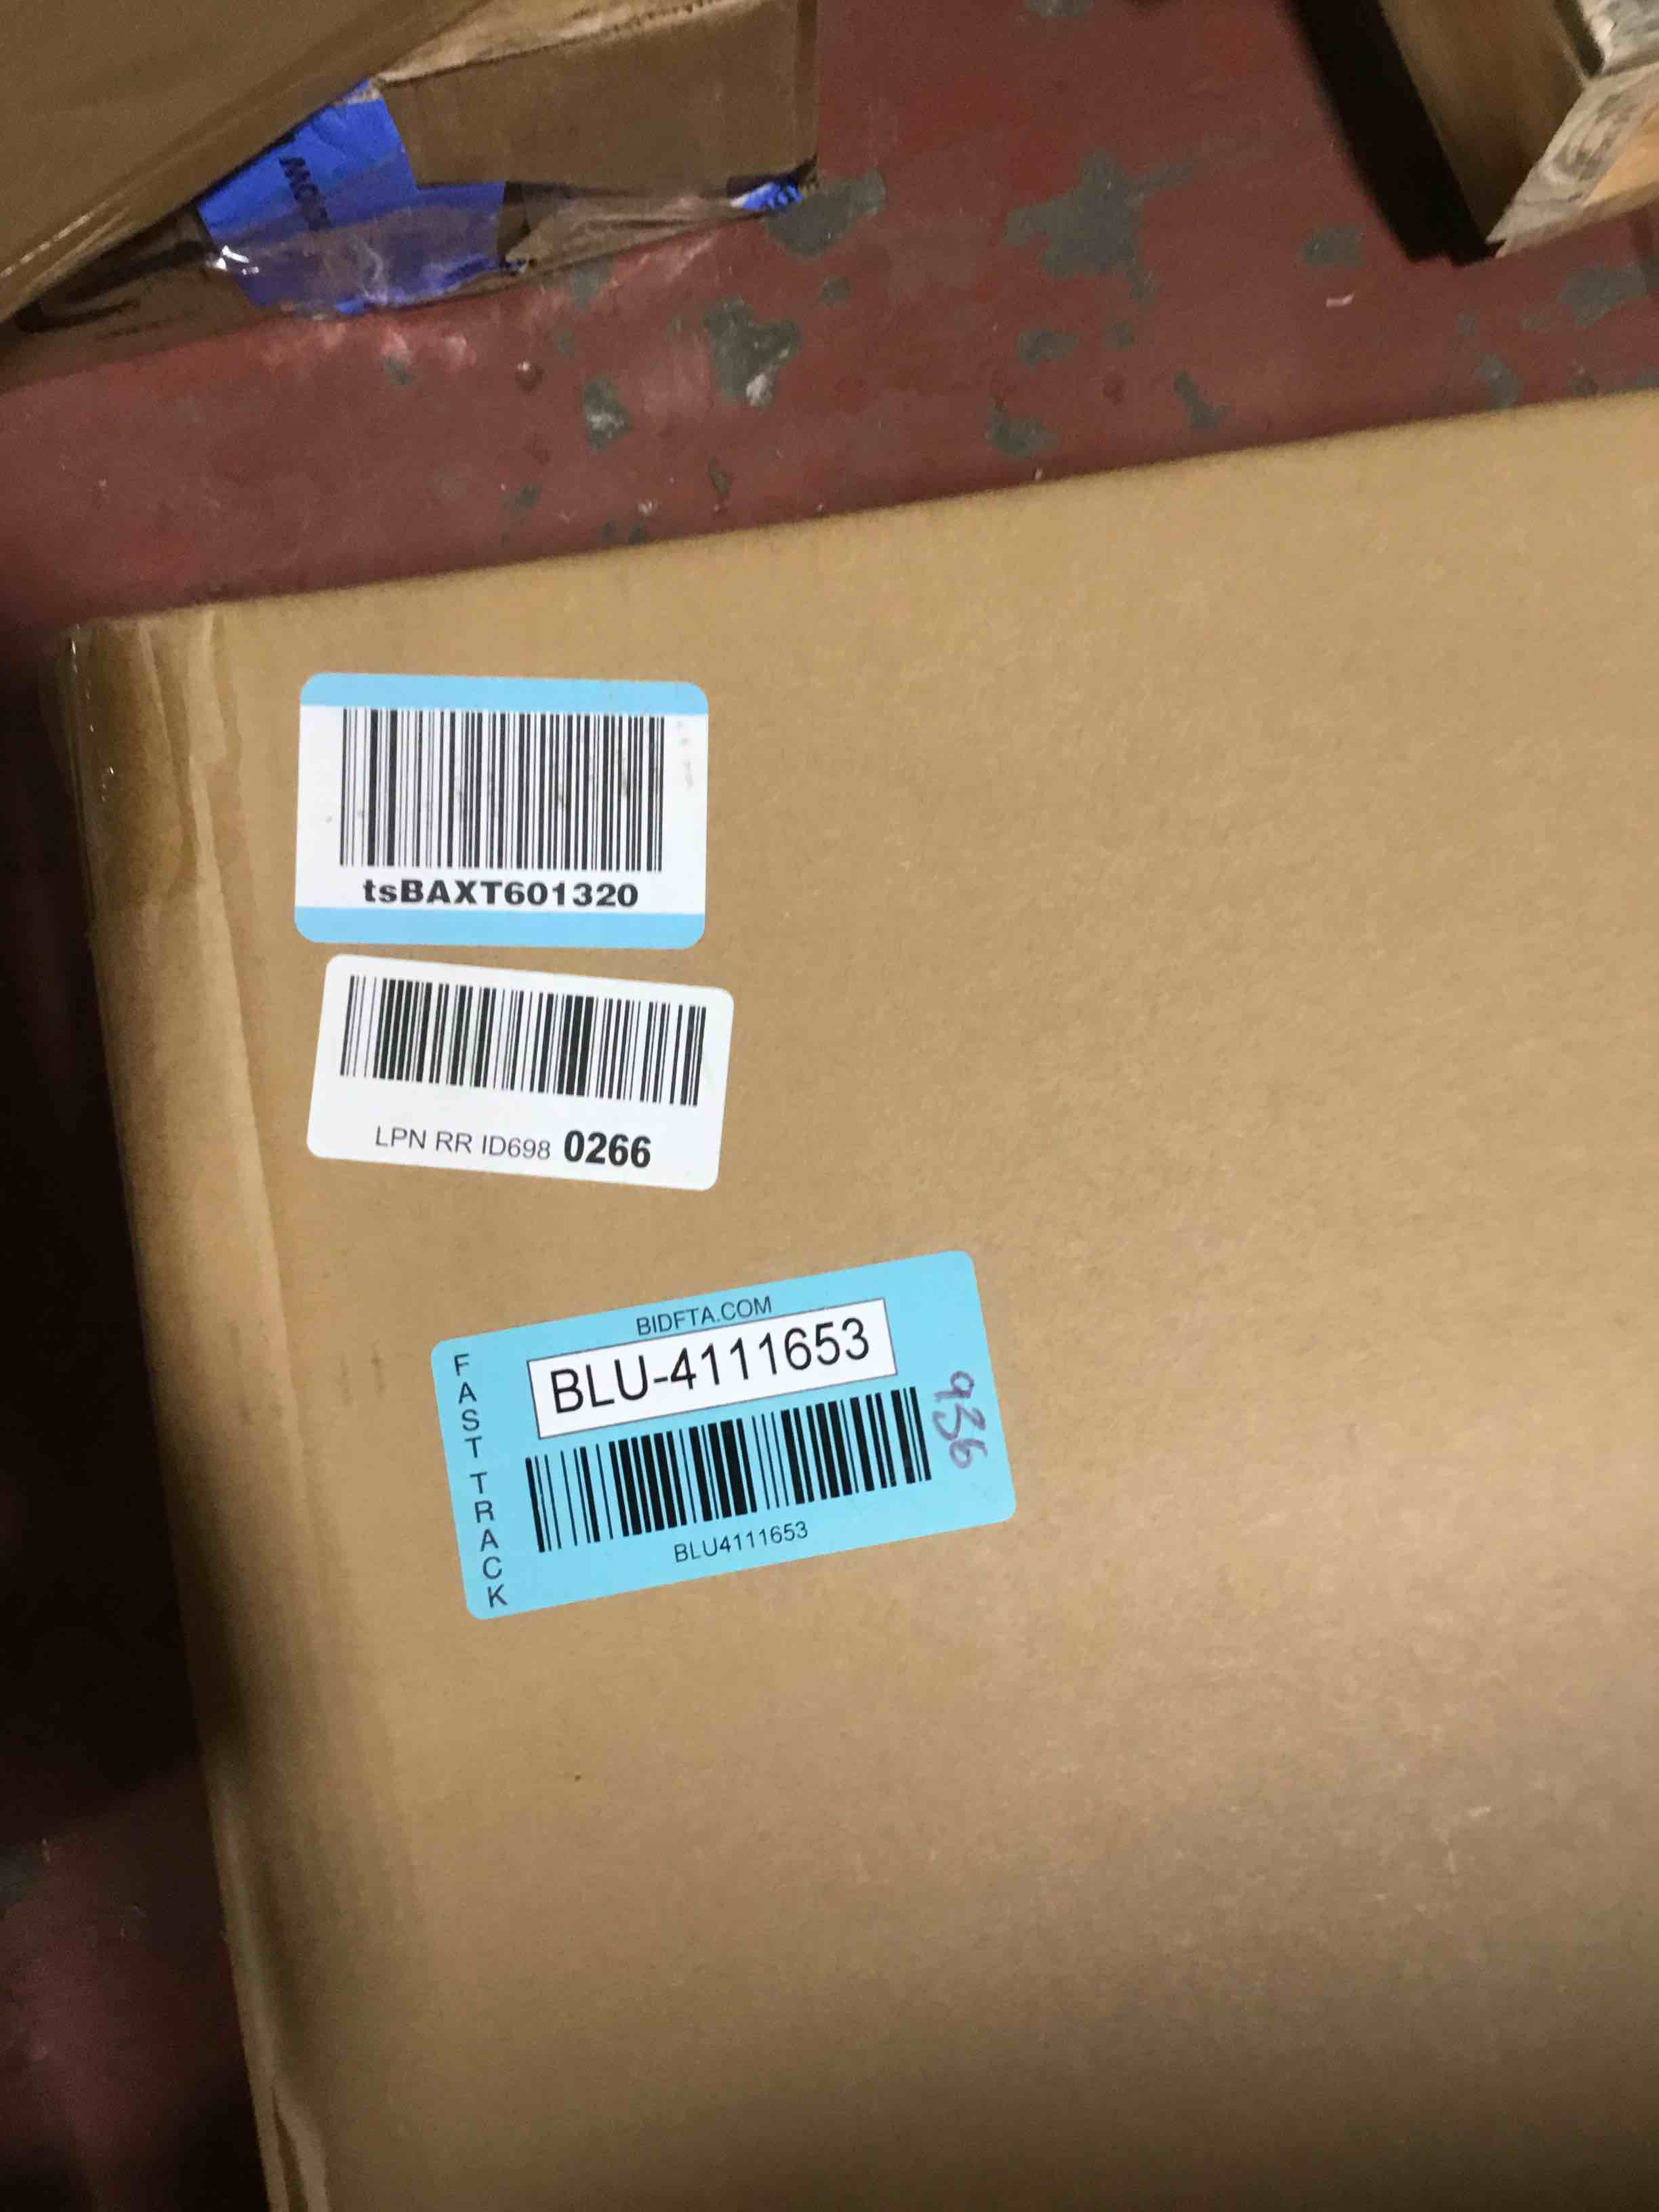 tsBAXT601320
LPN RR ID698 0266
BIDFTA.COM
BLU-4111653
FAST TRACK
936
BLU4111653